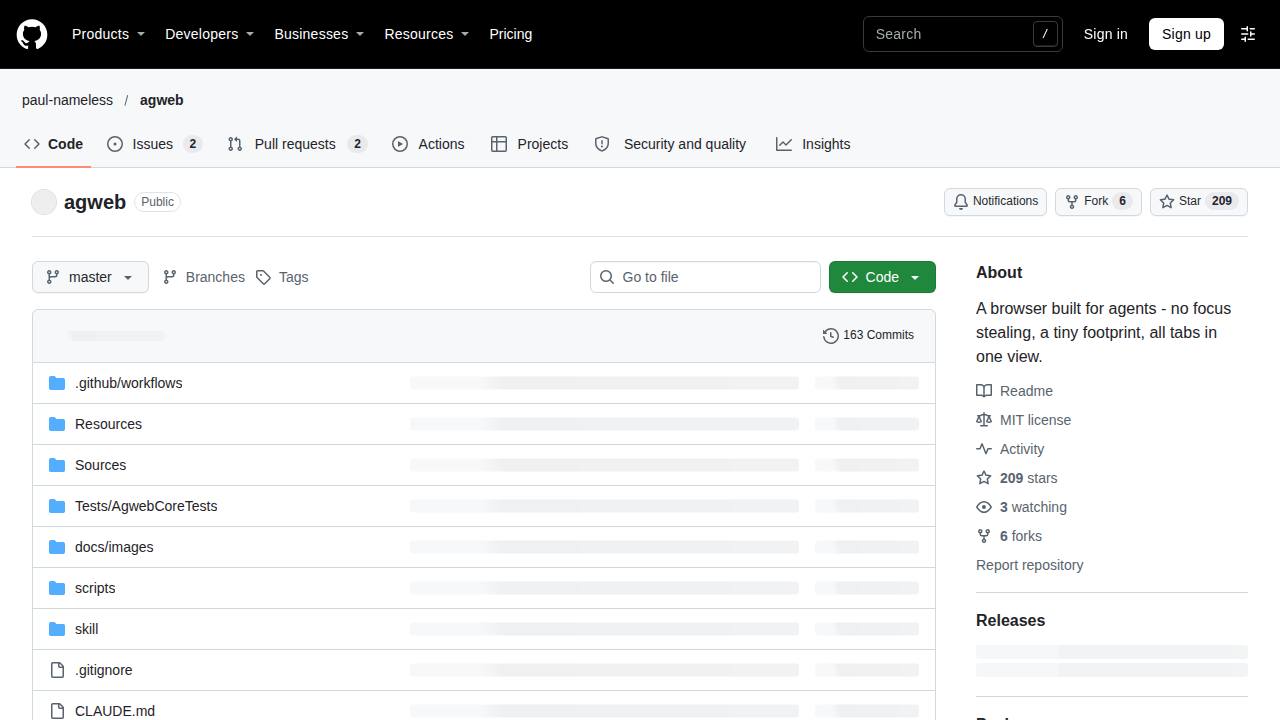 Products Developers Businesses Resources Pricing Search / Sign in Sign up
paul-nameless / agweb
Code Issues 2 Pull requests 2 Actions Projects Security and quality Insights
agweb Public Notifications Fork 6 Star 209
master Branches Tags Go to file Code
163 Commits
.github/workflows
Resources
Sources
Tests/AgwebCoreTests
docs/images
scripts
skill
.gitignore
CLAUDE.md
About
A browser built for agents - no focus
stealing, a tiny footprint, all tabs in
one view.
Readme
MIT license
Activity
209 stars
3 watching
6 forks
Report repository
Releases